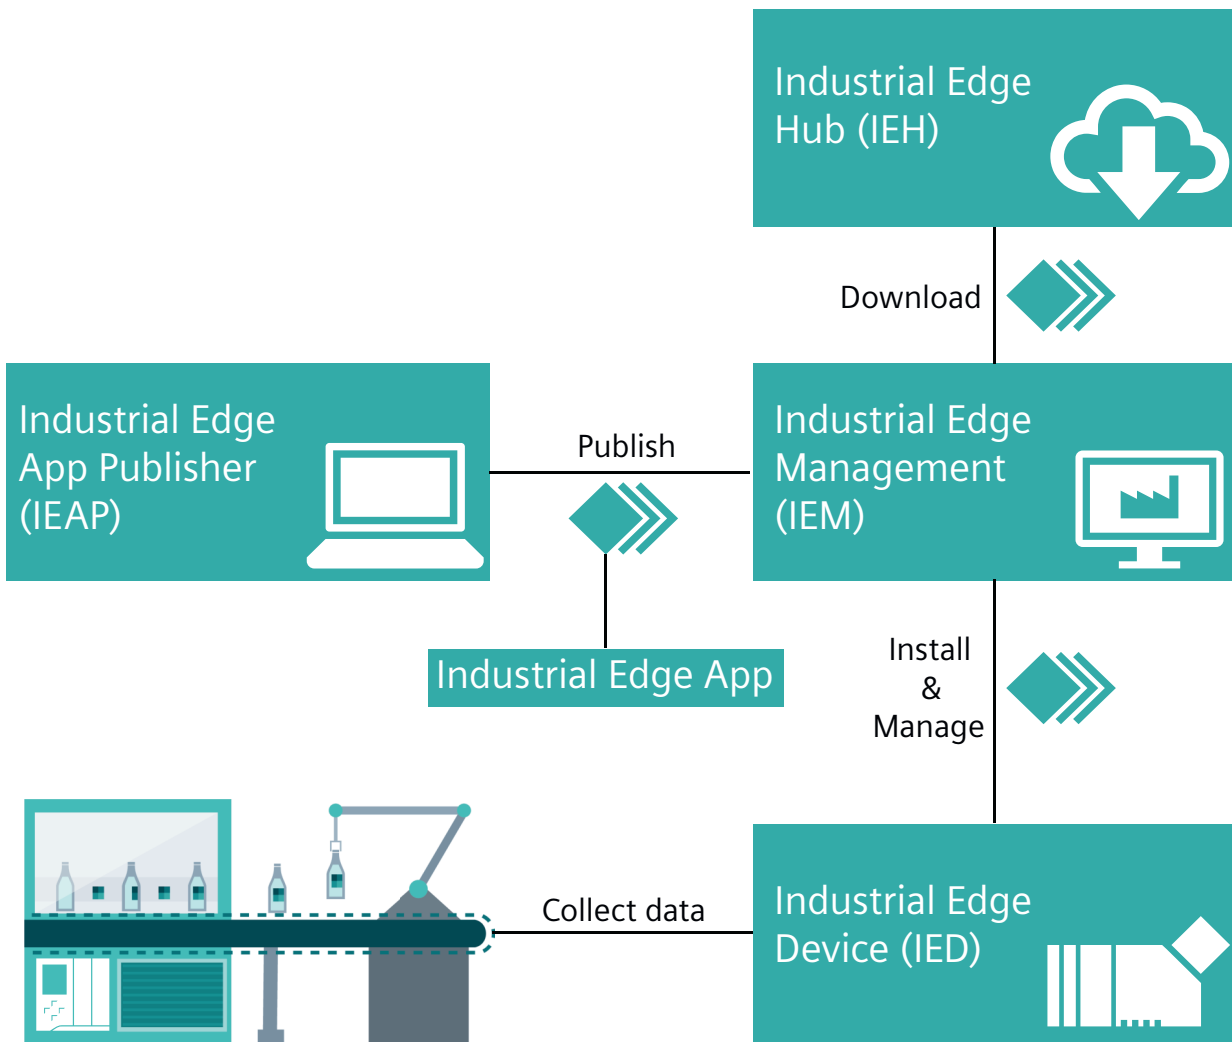 Industrial Edge
Hub (IEH)
Download
Industrial Edge
App Publisher
(IEAP)
Publish
Industrial Edge
Management
(IEM)
Industrial Edge App
Install
&
Manage
Collect data
Industrial Edge
Device (IED)